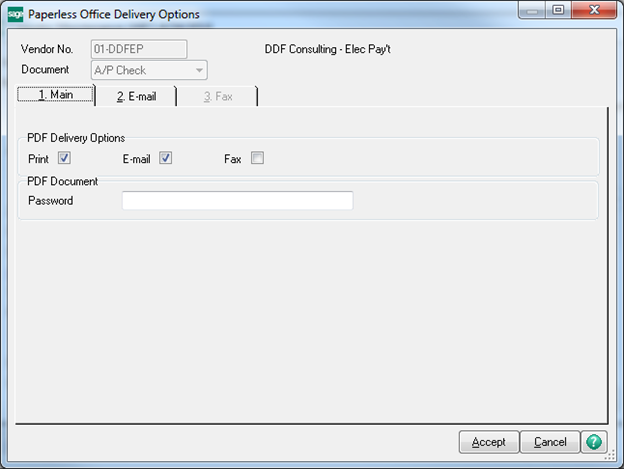 sage Paperless Office Delivery Options
Vendor No. 01-DDFEP DDF Consulting - Elec Pay't
Document A/P Check
1. Main 2. E-mail 3. Fax
PDF Delivery Options
Print E-mail Fax
PDF Document
Password
Accept Cancel ?